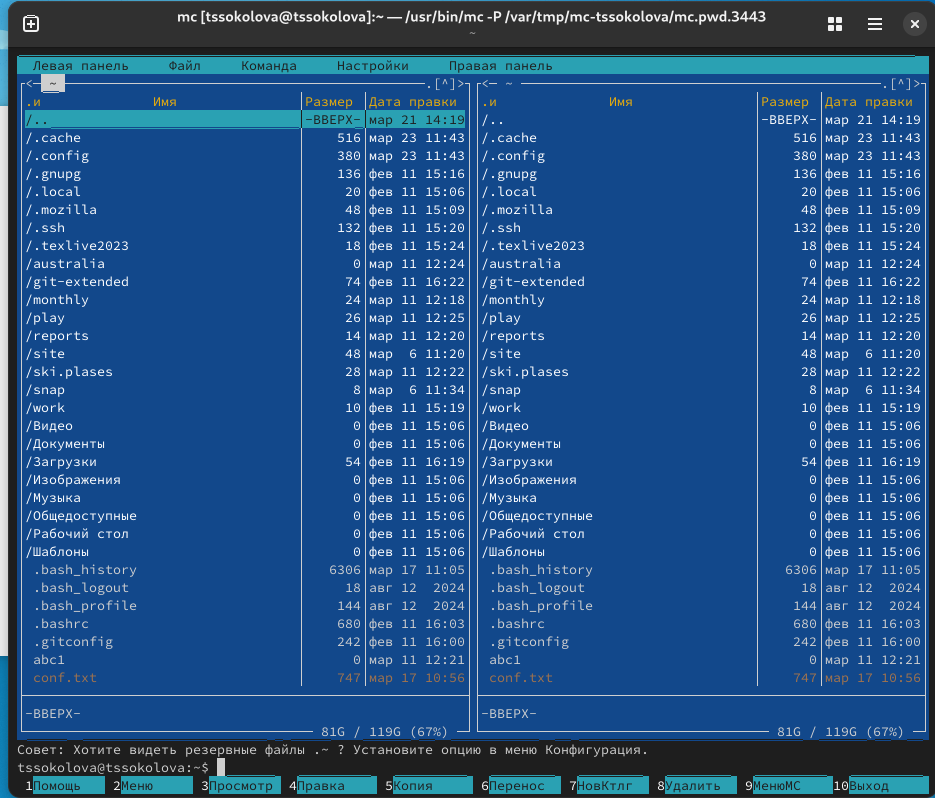 mc [tssokolova@tssokolova]:~ — /usr/bin/mc -P /var/tmp/mc-tssokolova/mc.pwd.3443
~
Левая панель Файл Команда Настройки Правая панель
<─ ~ .[^]> <─ ~ .[^]>
.и Имя Размер Дата правки .и Имя Размер Дата правки
/.. -ВВЕРХ- мар 21 14:19 /.. -ВВЕРХ- мар 21 14:19
/.cache 516 мар 23 11:43 /.cache 516 мар 23 11:43
/.config 380 мар 23 11:43 /.config 380 мар 23 11:43
/.gnupg 136 фев 11 15:16 /.gnupg 136 фев 11 15:16
/.local 20 фев 11 15:06 /.local 20 фев 11 15:06
/.mozilla 48 фев 11 15:09 /.mozilla 48 фев 11 15:09
/.ssh 132 фев 11 15:20 /.ssh 132 фев 11 15:20
/.texlive2023 18 фев 11 15:24 /.texlive2023 18 фев 11 15:24
/australia 0 мар 11 12:24 /australia 0 мар 11 12:24
/git-extended 74 фев 11 16:22 /git-extended 74 фев 11 16:22
/monthly 24 мар 11 12:18 /monthly 24 мар 11 12:18
/play 26 мар 11 12:25 /play 26 мар 11 12:25
/reports 14 мар 11 12:20 /reports 14 мар 11 12:20
/site 48 мар 6 11:20 /site 48 мар 6 11:20
/ski.plases 28 мар 11 12:22 /ski.plases 28 мар 11 12:22
/snap 8 мар 6 11:34 /snap 8 мар 6 11:34
/work 10 фев 11 15:19 /work 10 фев 11 15:19
/Видео 0 фев 11 15:06 /Видео 0 фев 11 15:06
/Документы 0 фев 11 15:06 /Документы 0 фев 11 15:06
/Загрузки 54 фев 11 16:19 /Загрузки 54 фев 11 16:19
/Изображения 0 фев 11 15:06 /Изображения 0 фев 11 15:06
/Музыка 0 фев 11 15:06 /Музыка 0 фев 11 15:06
/Общедоступные 0 фев 11 15:06 /Общедоступные 0 фев 11 15:06
/Рабочий стол 0 фев 11 15:06 /Рабочий стол 0 фев 11 15:06
/Шаблоны 0 фев 11 15:06 /Шаблоны 0 фев 11 15:06
.bash_history 6306 мар 17 11:05 .bash_history 6306 мар 17 11:05
.bash_logout 18 авг 12 2024 .bash_logout 18 авг 12 2024
.bash_profile 144 авг 12 2024 .bash_profile 144 авг 12 2024
.bashrc 680 фев 11 16:03 .bashrc 680 фев 11 16:03
.gitconfig 242 фев 11 16:00 .gitconfig 242 фев 11 16:00
abc1 0 мар 11 12:21 abc1 0 мар 11 12:21
conf.txt 747 мар 17 10:56 conf.txt 747 мар 17 10:56
-ВВЕРХ- -ВВЕРХ-
81G / 119G (67%) 81G / 119G (67%)
Совет: Хотите видеть резервные файлы .~ ? Установите опцию в меню Конфигурация.
tssokolova@tssokolova:~$
1Помощь 2Меню 3Просмотр 4Правка 5Копия 6Перенос 7НовКтлг 8Удалить 9МенюMC 10Выход